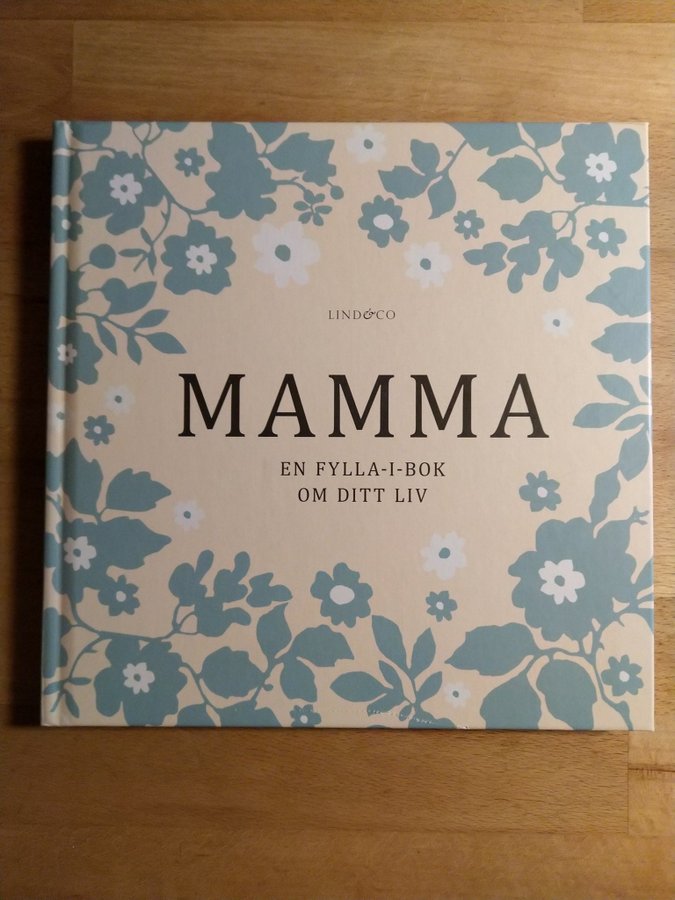 LIND&CO
MAMMA
EN FYLLA-I-BOK
OM DITT LIV